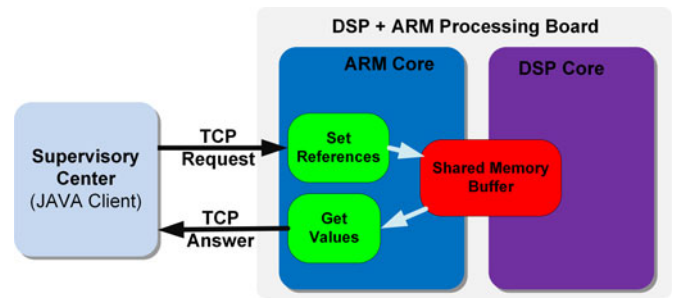 DSP + ARM Processing Board
ARM Core
DSP Core
Supervisory
Center
(JAVA Client)
TCP
Request
Set
References
Shared Memory
Buffer
Get
Values
TCP
Answer